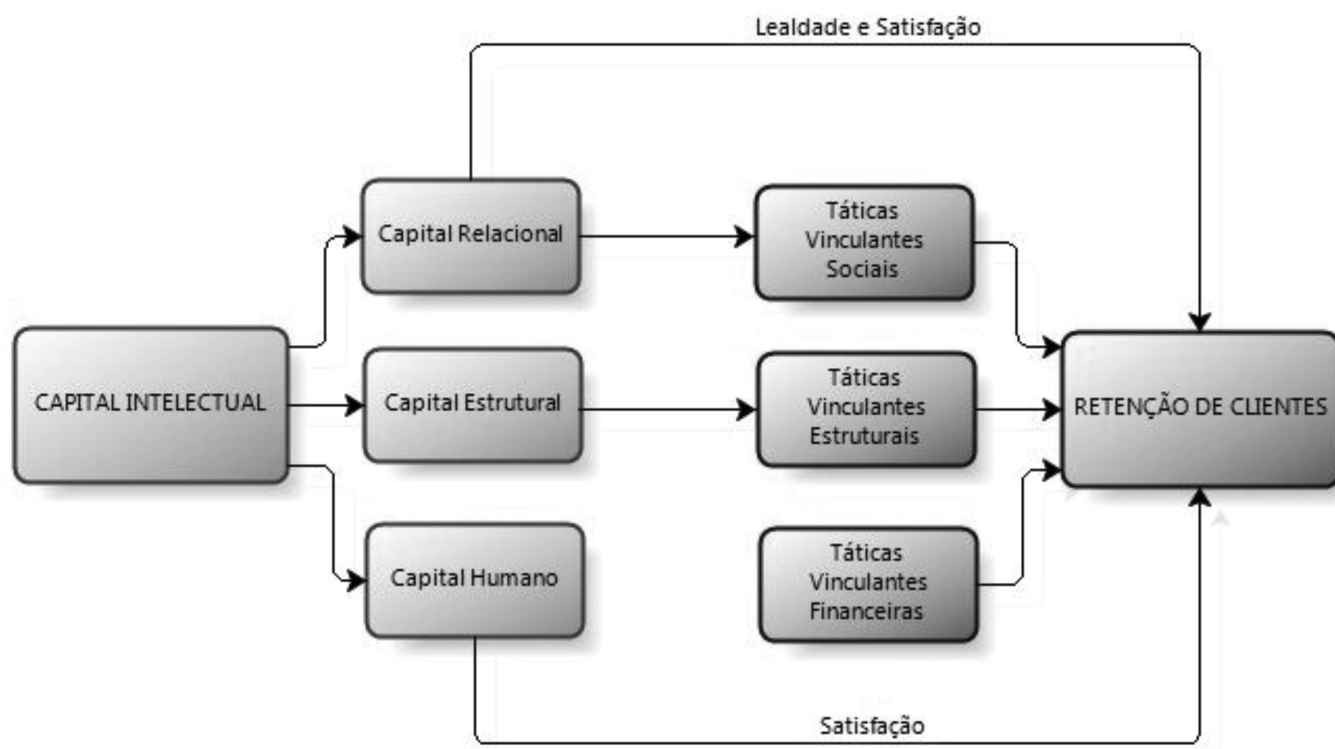 Lealdade e Satisfação
Capital Relacional
Táticas
Vinculantes
Sociais
CAPITAL INTELECTUAL
Capital Estrutural
Táticas
Vinculantes
Estruturais
RETENÇÃO DE CLIENTES
Capital Humano
Táticas
Vinculantes
Financeiras
Satisfação